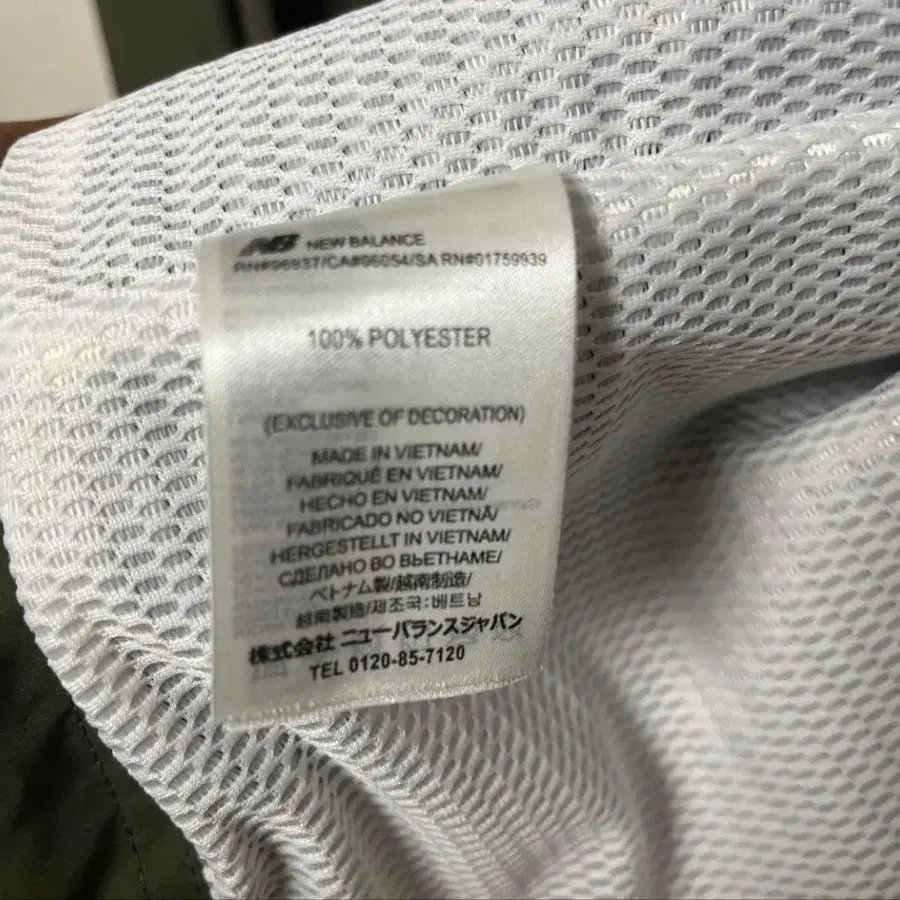 NB NEW BALANCE
RN#96937/CA#06054/SA RN#01759939
100% POLYESTER
(EXCLUSIVE OF DECORATION)
MADE IN VIETNAM/
FABRIQUÉ EN VIETNAM/
HECHO EN VIETNAM/
FABRICADO NO VIETNÃ/
HERGESTELLT IN VIETNAM/
СДЕЛАНО ВО ВЬЕТНАМЕ/
ベトナム製/越南制造/
越南製造/제조국:베트남
株式会社 ニューバランスジャパン
TEL 0120-85-7120